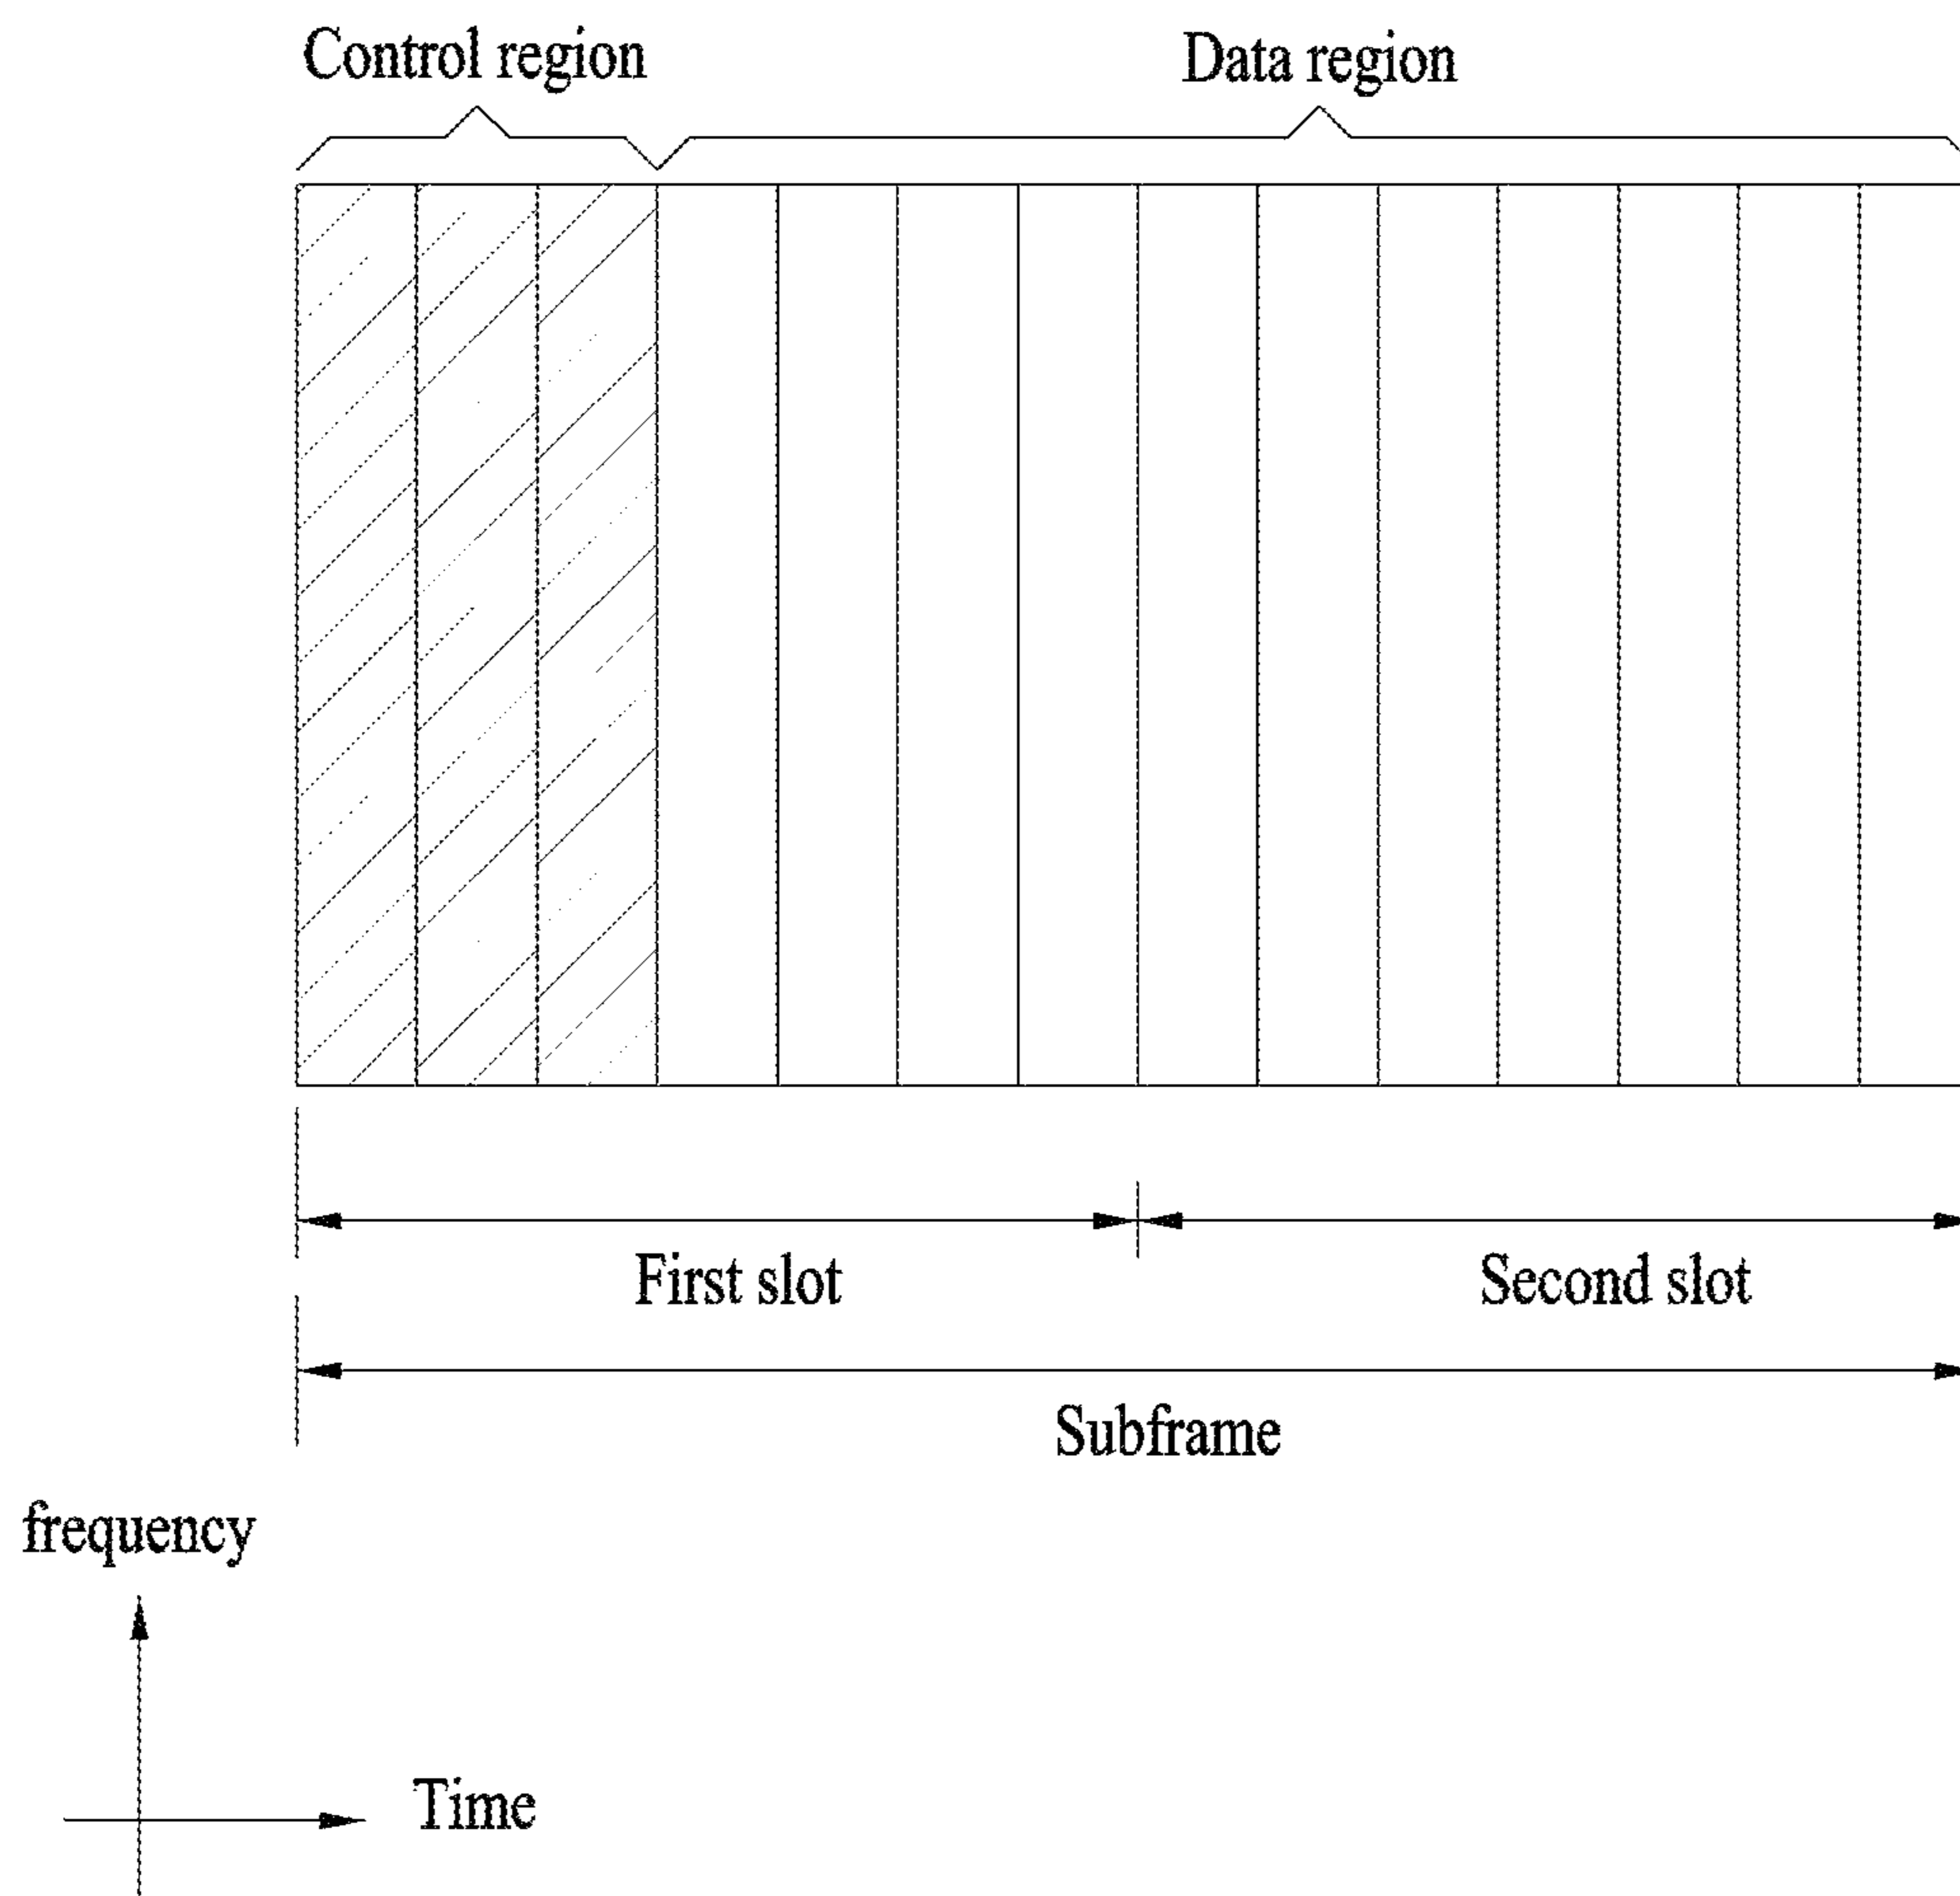 Control region
Data region
First slot
Second slot
Subframe
frequency
Time